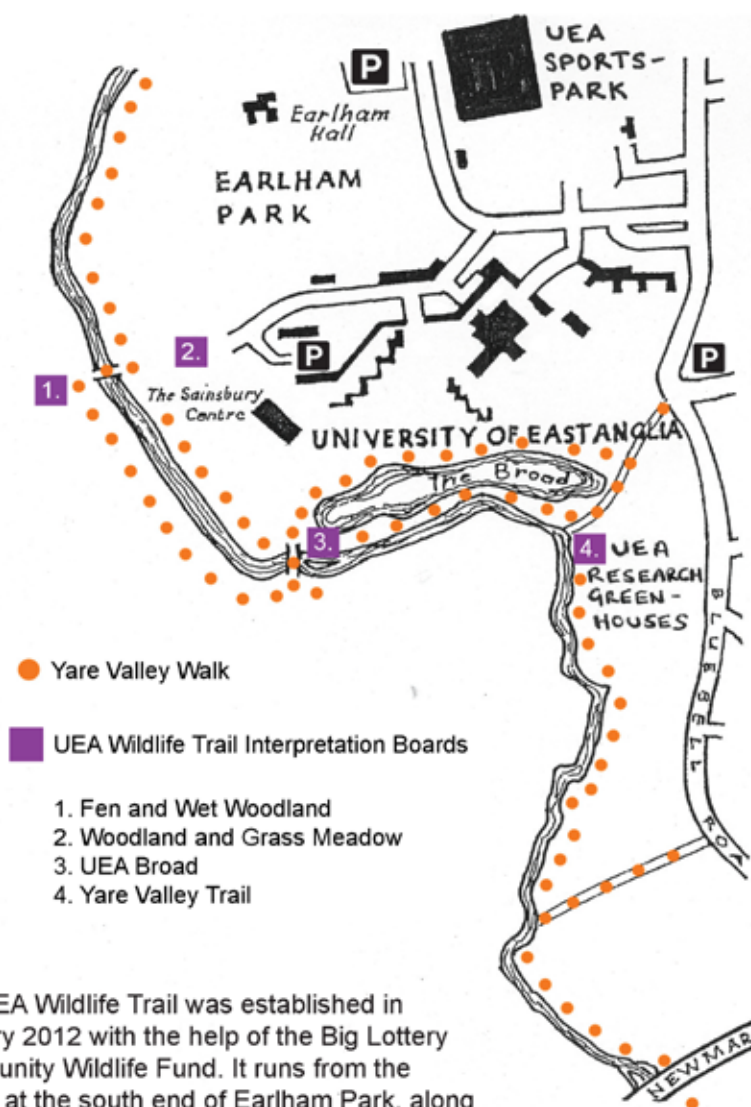 P
UEA
SPORTS-
PARK
Earlham
Hall
EARLHAM
PARK
2.
P
P
1.
The Sainsbury
Centre
UNIVERSITY OF EAST ANGLIA
The Broad
3.
4. UEA
RESEARCH
GREEN-
HOUSES
BLUEBELL
ROA
Yare Valley Walk
UEA Wildlife Trail Interpretation Boards
1. Fen and Wet Woodland
2. Woodland and Grass Meadow
3. UEA Broad
4. Yare Valley Trail
EA Wildlife Trail was established in
ry 2012 with the help of the Big Lottery
unity Wildlife Fund. It runs from the
at the south end of Earlham Park, along
NEWMAR